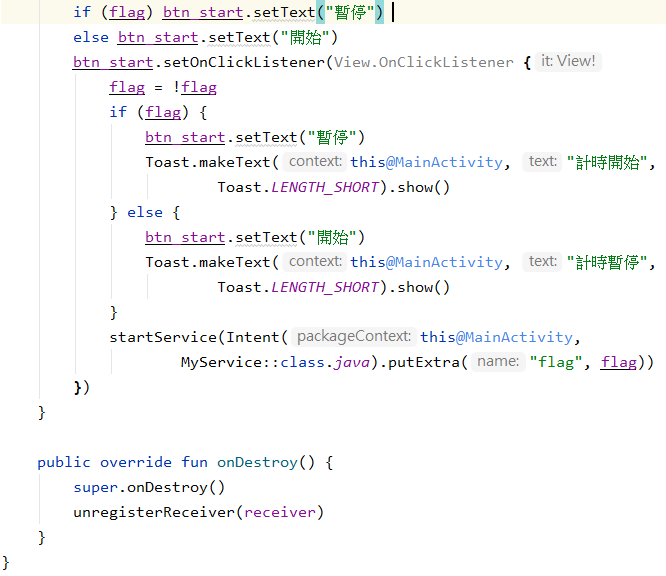 if (flag) btn_start.setText("暫停")
else btn_start.setText("開始")
btn_start.setOnClickListener(View.OnClickListener { it: View!
flag = !flag
if (flag) {
btn_start.setText("暫停")
Toast.makeText( context: this@MainActivity, text: "計時開始",
Toast.LENGTH_SHORT).show()
} else {
btn_start.setText("開始")
Toast.makeText( context: this@MainActivity, text: "計時暫停",
Toast.LENGTH_SHORT).show()
}
startService(Intent( packageContext: this@MainActivity,
MyService::class.java).putExtra( name: "flag", flag))
})
}
public override fun onDestroy() {
super.onDestroy()
unregisterReceiver(receiver)
}
}